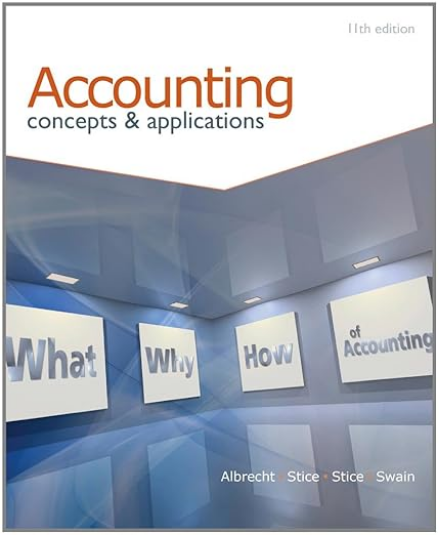 11th edition
Accounting
concepts & applications
What
Why
How
of
Accounting
Albrecht • Stice • Stice • Swain